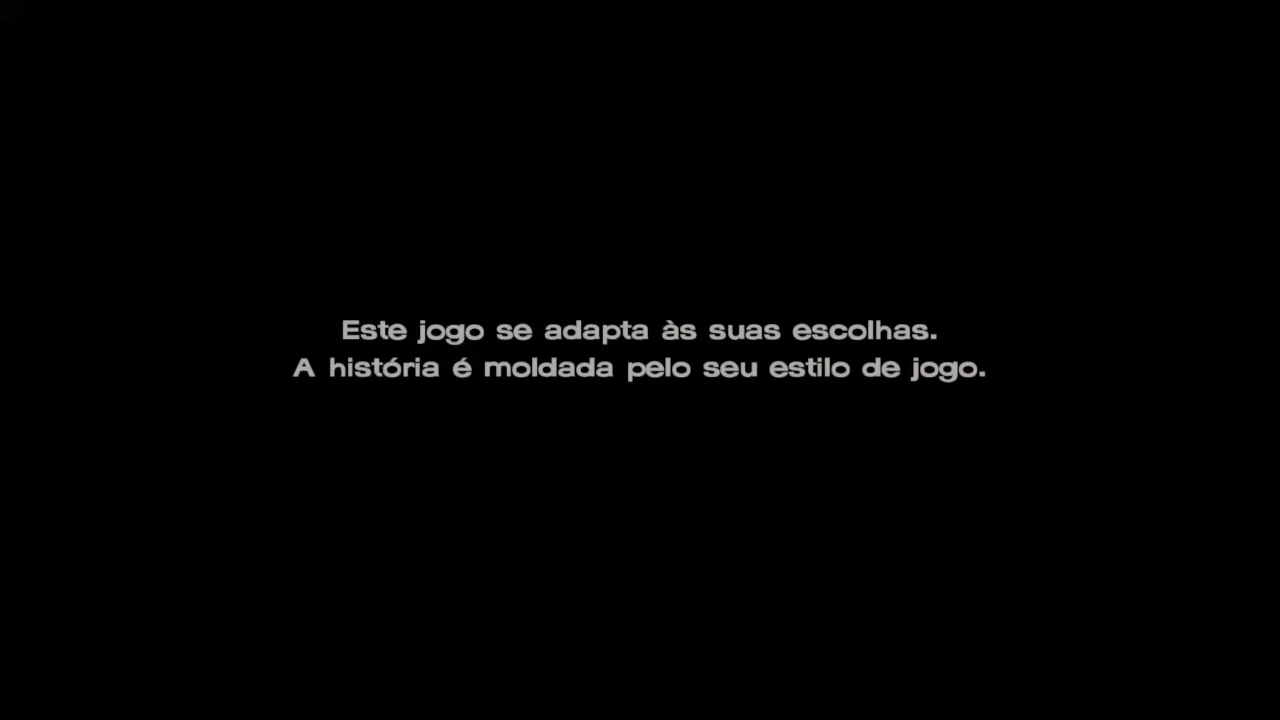 Este jogo se adapta às suas escolhas.
A história é moldada pelo seu estilo de jogo.